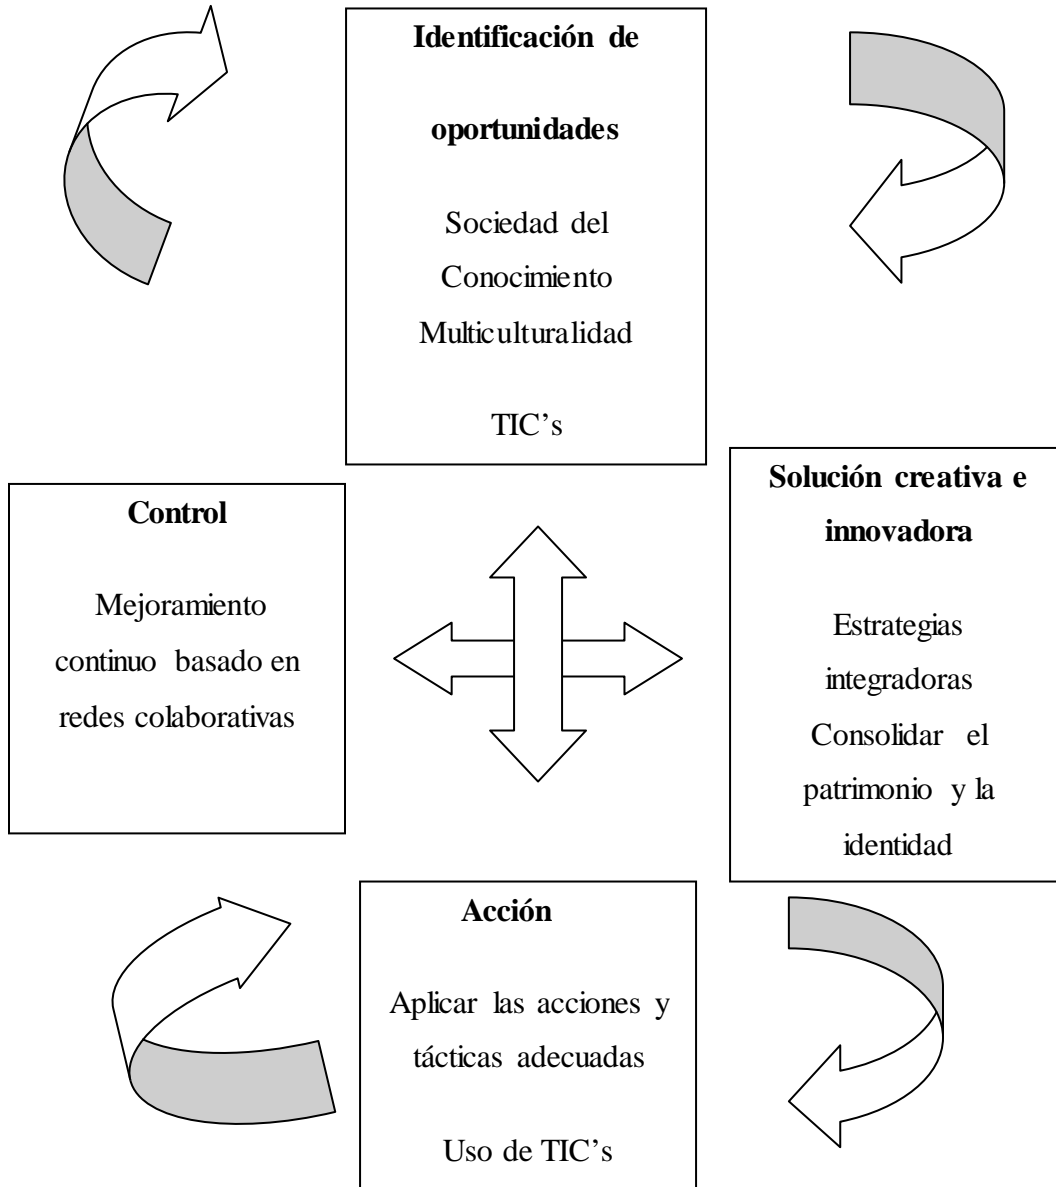 Identificación de
oportunidades
Sociedad del
Conocimiento
Multiculturalidad
TIC’s
Control
Mejoramiento
continuo basado en
redes colaborativas
Solución creativa e
innovadora
Estrategias
integradoras
Consolidar el
patrimonio y la
identidad
Acción
Aplicar las acciones y
tácticas adecuadas
Uso de TIC’s